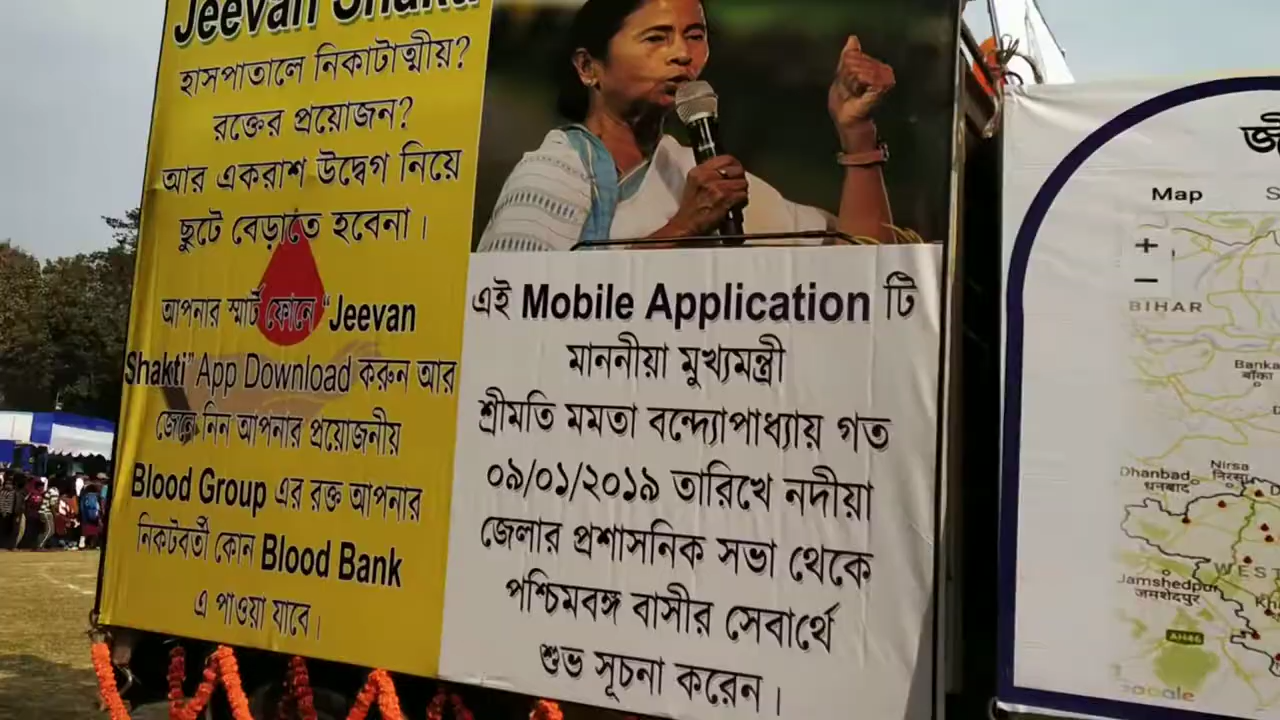 Jeevan Shakti
হাসপাতালে নিকাটাত্মীয়?
রক্তের প্রয়োজন?
আর একরাশ উদ্বেগ নিয়ে
ছুটে বেড়াতে হবেনা।
আপনার স্মার্ট ফোনে “Jeevan
Shakti” App Download করুন আর
জেনে নিন আপনার প্রয়োজনীয়
Blood Group এর রক্ত আপনার
নিকটবর্তী কোন Blood Bank
এ পাওয়া যাবে।
এই Mobile Application টি
মাননীয়া মুখ্যমন্ত্রী
শ্রীমতি মমতা বন্দ্যোপাধ্যায় গত
০৯/০১/২০১৯ তারিখে নদীয়া
জেলার প্রশাসনিক সভা থেকে
পশ্চিমবঙ্গ বাসীর সেবার্থে
শুভ সূচনা করেন।
Map
+
−
BIHAR
Banka
बाँका
Dhanbad
धनबाद
Nirsa
निरसा
WEST
Jamshedpur
जमशेदपुर
AH46
Google